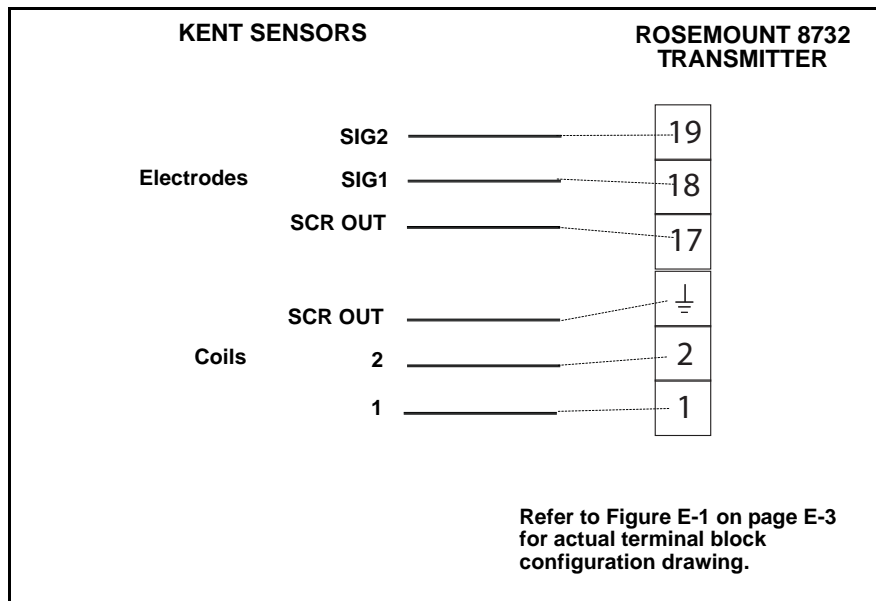 KENT SENSORS
ROSEMOUNT 8732
TRANSMITTER
SIG2
19
Electrodes
SIG1
18
SCR OUT
17
SCR OUT
Coils
2
2
1
1
Refer to Figure E-1 on page E-3
for actual terminal block
configuration drawing.